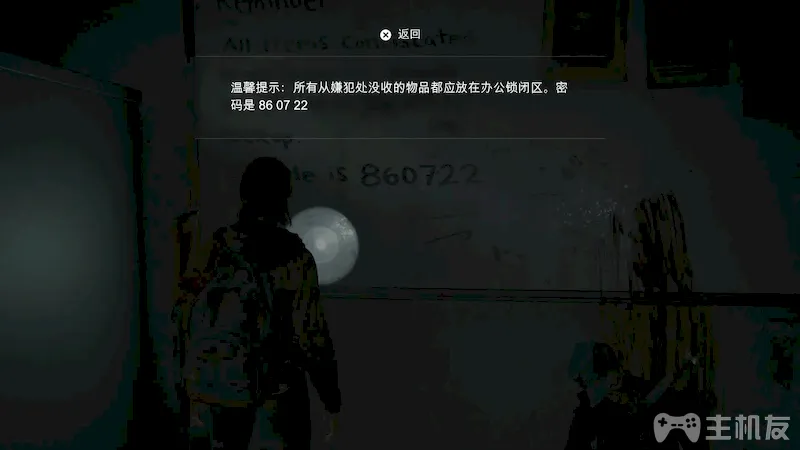 Reminder
返回
All items Confiscated
温馨提示：所有从嫌犯处没收的物品都应放在办公锁闭区。密
码是 86 07 22
is 860722
主机友